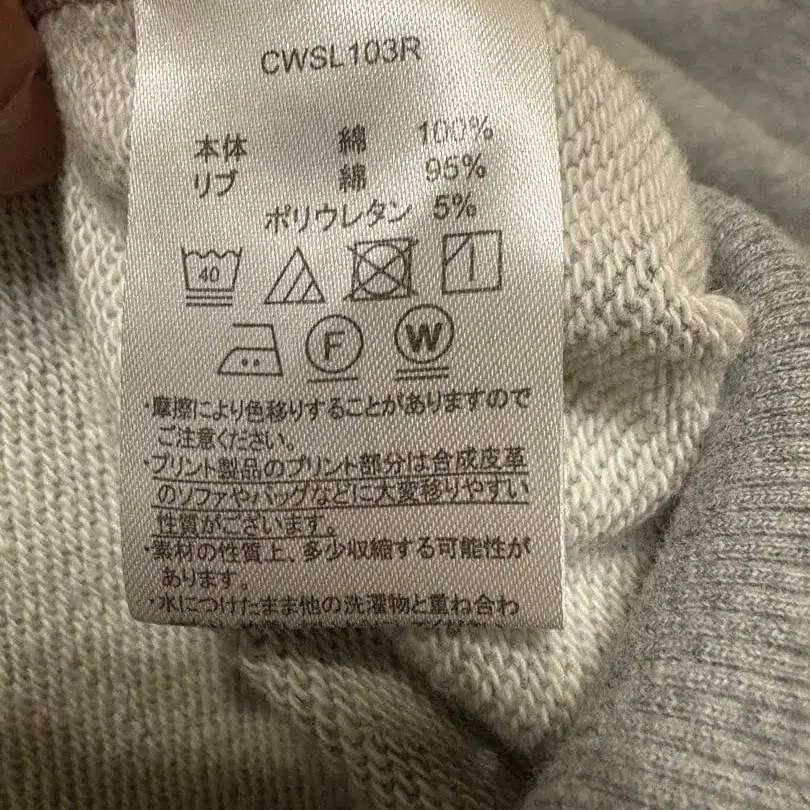 CWSL103R
本体 綿 100%
リブ 綿 95%
ポリウレタン 5%
40
F W
・摩擦により色移りすることがありますので
ご注意ください。
・プリント製品のプリント部分は合成皮革
のソファやバッグなどに大変移りやすい
性質がございます。
・素材の性質上、多少収縮する可能性が
あります。
・水につけたまま他の洗濯物と重ね合わ